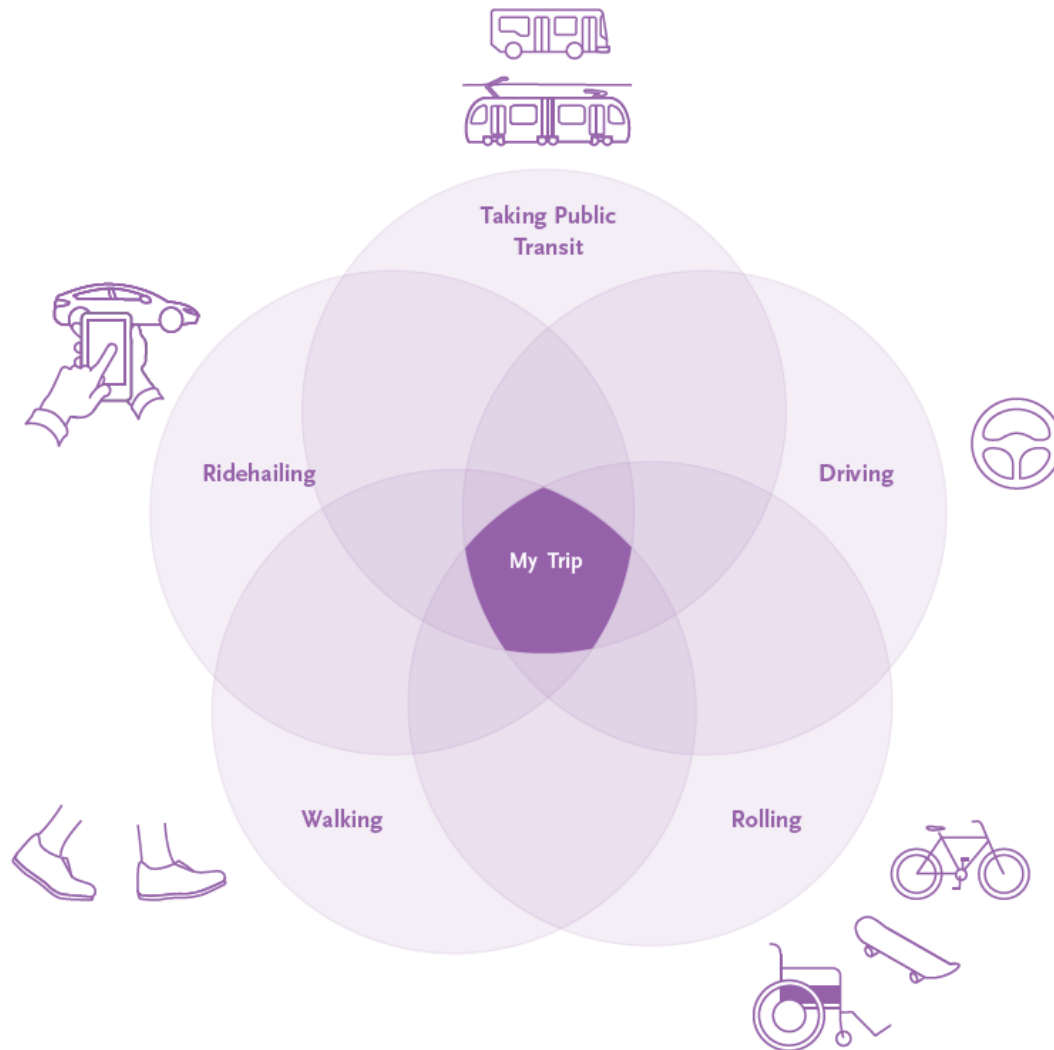 Taking Public
Transit
Ridehailing
Driving
My Trip
Walking
Rolling